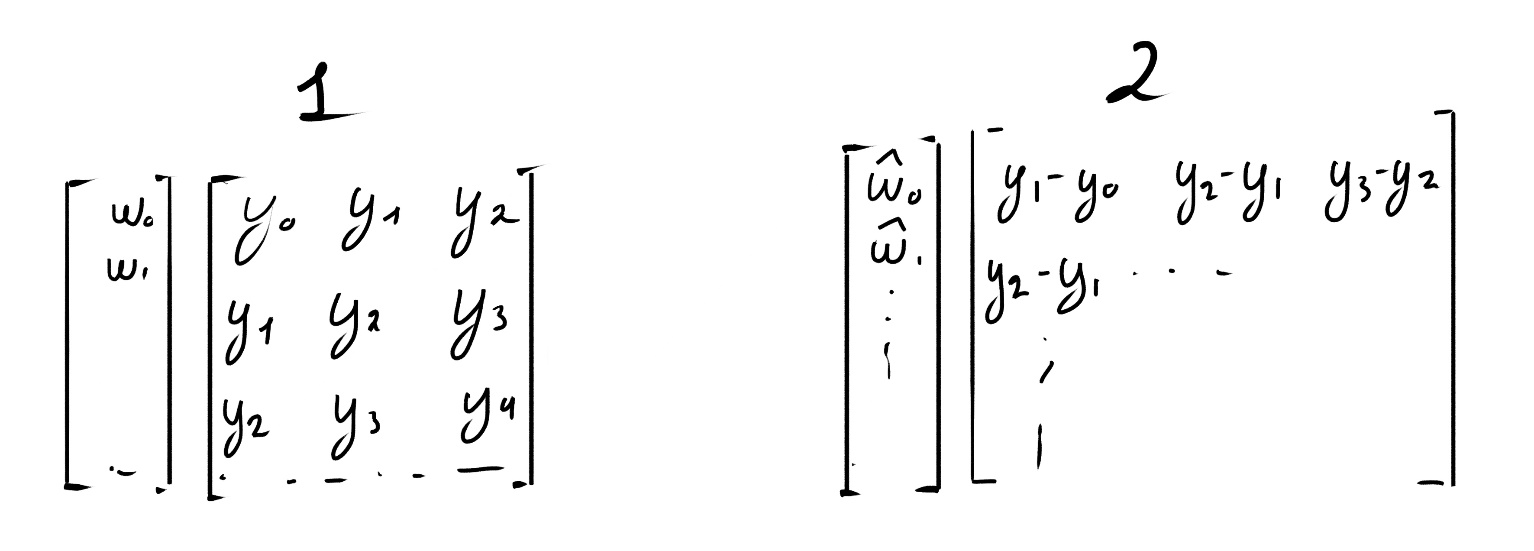 1
2
w₀ y₀ y₁ y₂
w₁
y₁ y₂ y₃
y₂ y₃ y₄
ŵ₀ y₁-y₀ y₂-y₁ y₃-y₂
ŵ₁ y₂-y₁ . . -